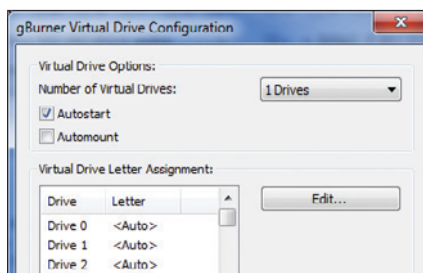 gBurner Virtual Drive Configuration
Virtual Drive Options:
Number of Virtual Drives:
1 Drives
Autostart
Automount
Virtual Drive Letter Assignment:
Drive Letter
Edit...
Drive 0 <Auto>
Drive 1 <Auto>
Drive 2 <Auto>